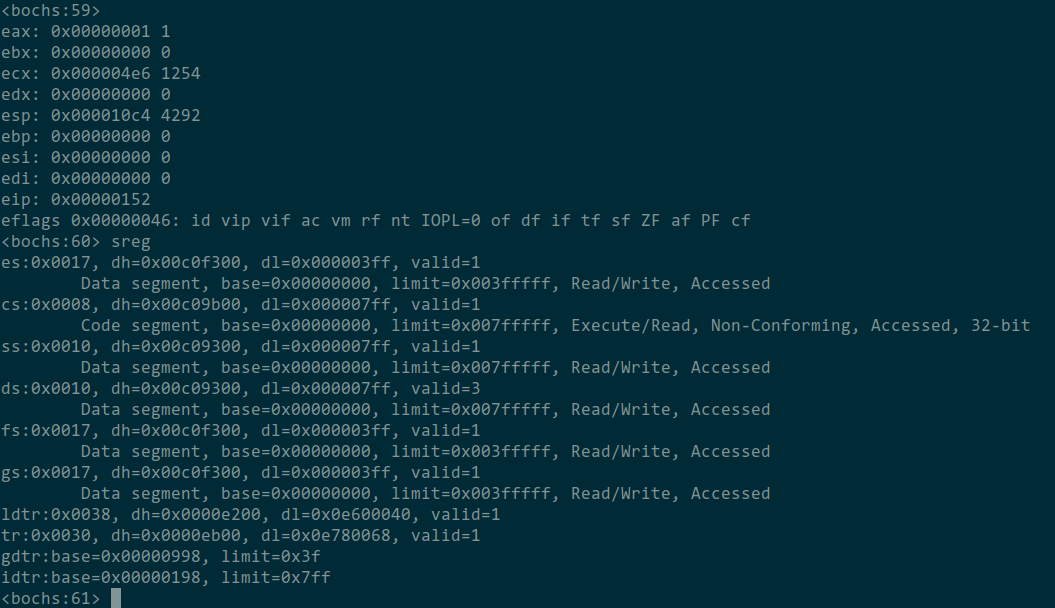 <bochs:59>
eax: 0x00000001 1
ebx: 0x00000000 0
ecx: 0x000004e6 1254
edx: 0x00000000 0
esp: 0x000010c4 4292
ebp: 0x00000000 0
esi: 0x00000000 0
edi: 0x00000000 0
eip: 0x00000152
eflags 0x00000046: id vip vif ac vm rf nt IOPL=0 of df if tf sf ZF af PF cf
<bochs:60> sreg
es:0x0017, dh=0x00c0f300, dl=0x000003ff, valid=1
        Data segment, base=0x00000000, limit=0x003fffff, Read/Write, Accessed
cs:0x0008, dh=0x00c09b00, dl=0x000007ff, valid=1
        Code segment, base=0x00000000, limit=0x007fffff, Execute/Read, Non-Conforming, Accessed, 32-bit
ss:0x0010, dh=0x00c09300, dl=0x000007ff, valid=1
        Data segment, base=0x00000000, limit=0x007fffff, Read/Write, Accessed
ds:0x0010, dh=0x00c09300, dl=0x000007ff, valid=3
        Data segment, base=0x00000000, limit=0x007fffff, Read/Write, Accessed
fs:0x0017, dh=0x00c0f300, dl=0x000003ff, valid=1
        Data segment, base=0x00000000, limit=0x003fffff, Read/Write, Accessed
gs:0x0017, dh=0x00c0f300, dl=0x000003ff, valid=1
        Data segment, base=0x00000000, limit=0x003fffff, Read/Write, Accessed
ldtr:0x0038, dh=0x0000e200, dl=0x0e600040, valid=1
tr:0x0030, dh=0x0000eb00, dl=0x0e780068, valid=1
gdtr:base=0x00000998, limit=0x3f
idtr:base=0x00000198, limit=0x7ff
<bochs:61>